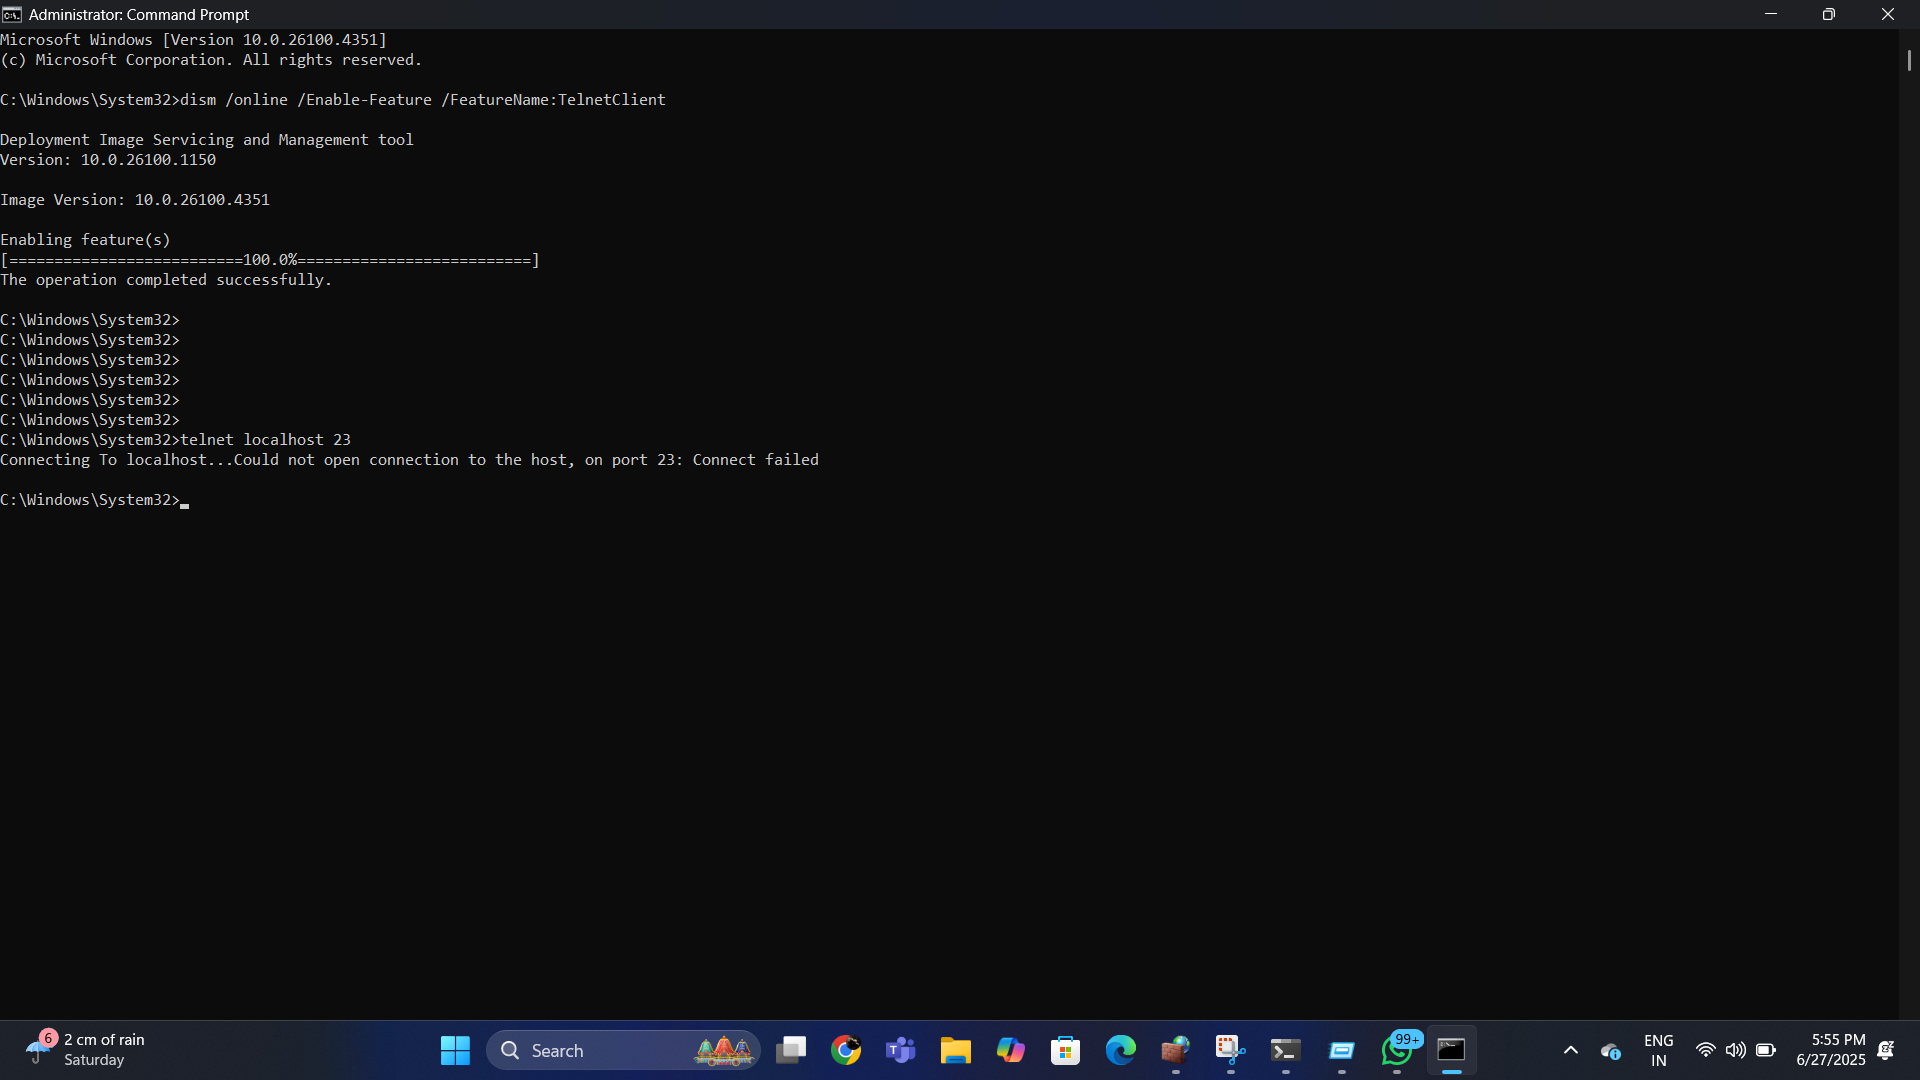 Administrator: Command Prompt
Microsoft Windows [Version 10.0.26100.4351]
(c) Microsoft Corporation. All rights reserved.
C:\Windows\System32>dism /online /Enable-Feature /FeatureName:TelnetClient
Deployment Image Servicing and Management tool
Version: 10.0.26100.1150
Image Version: 10.0.26100.4351
Enabling feature(s)
[==========================100.0%==========================]
The operation completed successfully.
C:\Windows\System32>
C:\Windows\System32>
C:\Windows\System32>
C:\Windows\System32>
C:\Windows\System32>
C:\Windows\System32>
C:\Windows\System32>telnet localhost 23
Connecting To localhost...Could not open connection to the host, on port 23: Connect failed
C:\Windows\System32>
6
2 cm of rain
Saturday
Search
99+
ENG
IN
5:55 PM
6/27/2025